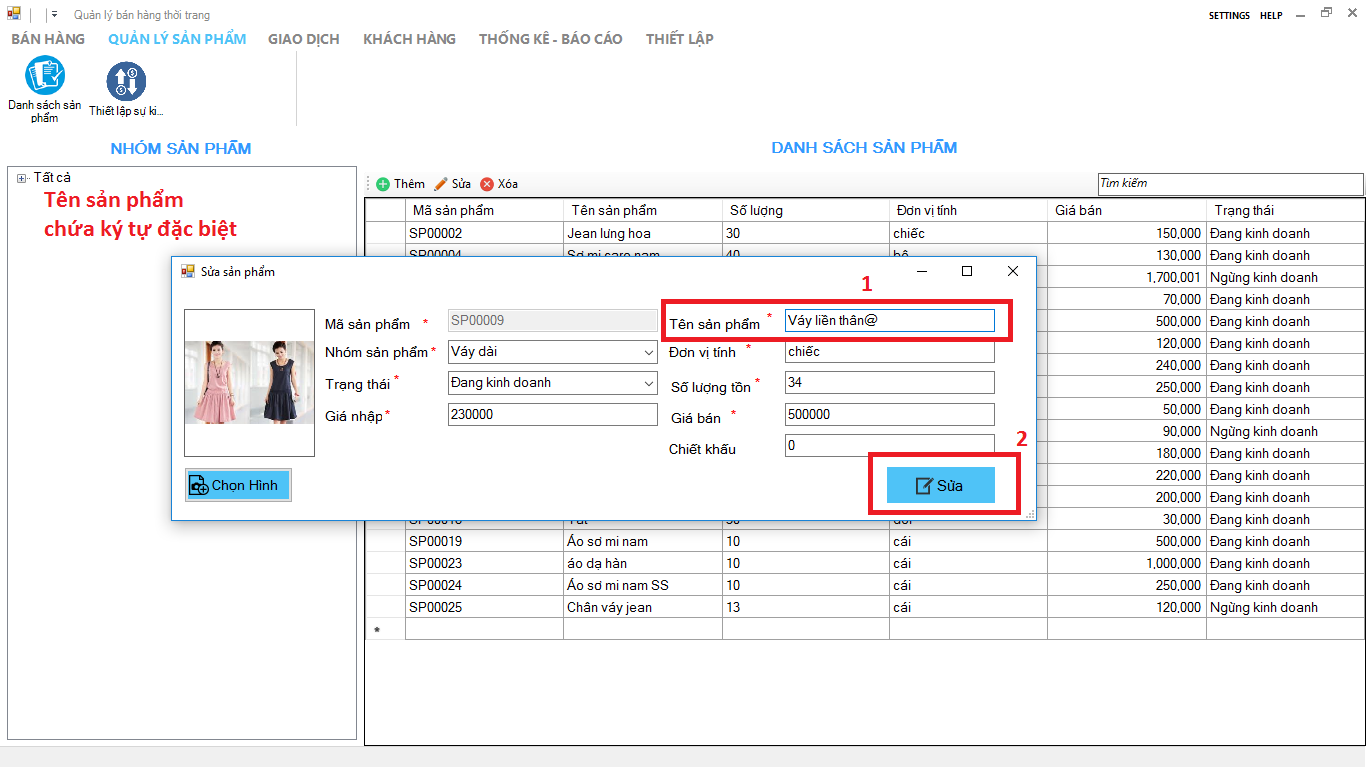 Quản lý bán hàng thời trang
SETTINGS HELP
BÁN HÀNG QUẢN LÝ SẢN PHẨM GIAO DỊCH KHÁCH HÀNG THỐNG KÊ - BÁO CÁO THIẾT LẬP
Danh sách sản
phẩm
Thiết lập sự ki...
NHÓM SẢN PHẨM
DANH SÁCH SẢN PHẨM
Tất cả
Tên sản phẩm
chứa ký tự đặc biệt
Thêm Sửa Xóa
Tìm kiếm
Mã sản phẩm Tên sản phẩm Số lượng Đơn vị tính Giá bán Trạng thái
SP00002 Jean lưng hoa 30 chiếc 150,000 Đang kinh doanh
SP00004 Sơ mi caro nam 40 bộ 130,000 Đang kinh doanh
1,700,001 Ngừng kinh doanh
70,000 Đang kinh doanh
500,000 Đang kinh doanh
120,000 Đang kinh doanh
240,000 Đang kinh doanh
250,000 Đang kinh doanh
50,000 Đang kinh doanh
90,000 Ngừng kinh doanh
180,000 Đang kinh doanh
220,000 Đang kinh doanh
200,000 Đang kinh doanh
30,000 Đang kinh doanh
SP00019 Áo sơ mi nam 10 cái 500,000 Đang kinh doanh
SP00023 áo dạ hàn 10 cái 1,000,000 Đang kinh doanh
SP00024 Áo sơ mi nam SS 10 cái 250,000 Đang kinh doanh
SP00025 Chân váy jean 13 cái 120,000 Ngừng kinh doanh
*
Sửa sản phẩm
1
Mã sản phẩm * SP00009 Tên sản phẩm * Váy liền thân@
Nhóm sản phẩm * Váy dài Đơn vị tính * chiếc
Trạng thái * Đang kinh doanh Số lượng tồn * 34
Giá nhập * 230000 Giá bán * 500000
Chiết khấu 0
2
Chọn Hình
Sửa